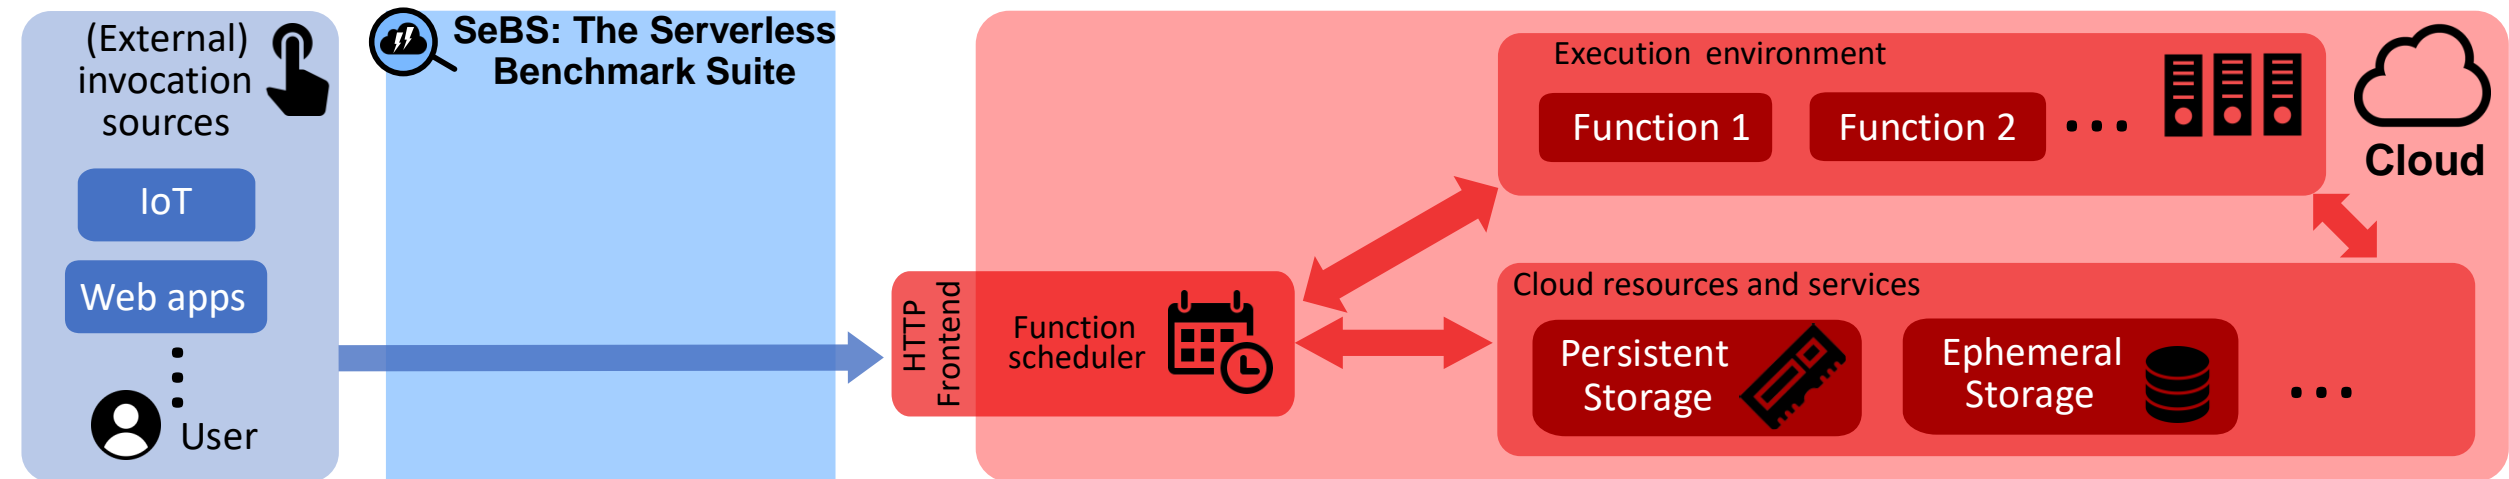 (External)
invocation
sources
IoT
Web apps
User
SeBS: The Serverless
Benchmark Suite
HTTP
Frontend
Function
scheduler
Execution environment
Function 1
Function 2
...
Cloud
Cloud resources and services
Persistent
Storage
Ephemeral
Storage
...